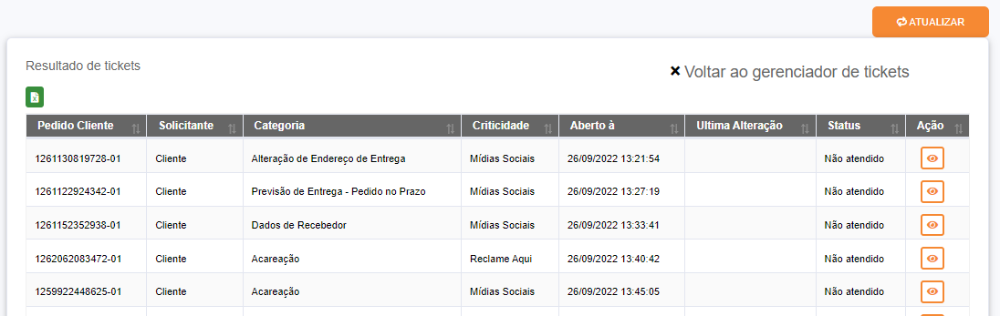 ATUALIZAR
Resultado de tickets
Voltar ao gerenciador de tickets
Pedido Cliente Solicitante Categoria Criticidade Aberto à Ultima Alteração Status Ação
1261130819728-01 Cliente Alteração de Endereço de Entrega Mídias Sociais 26/09/2022 13:21:54 Não atendido
1261122924342-01 Cliente Previsão de Entrega - Pedido no Prazo Mídias Sociais 26/09/2022 13:27:19 Não atendido
1261152352938-01 Cliente Dados de Recebedor Mídias Sociais 26/09/2022 13:33:41 Não atendido
1262062083472-01 Cliente Acareação Reclame Aqui 26/09/2022 13:40:42 Não atendido
1259922448625-01 Cliente Acareação Mídias Sociais 26/09/2022 13:45:05 Não atendido